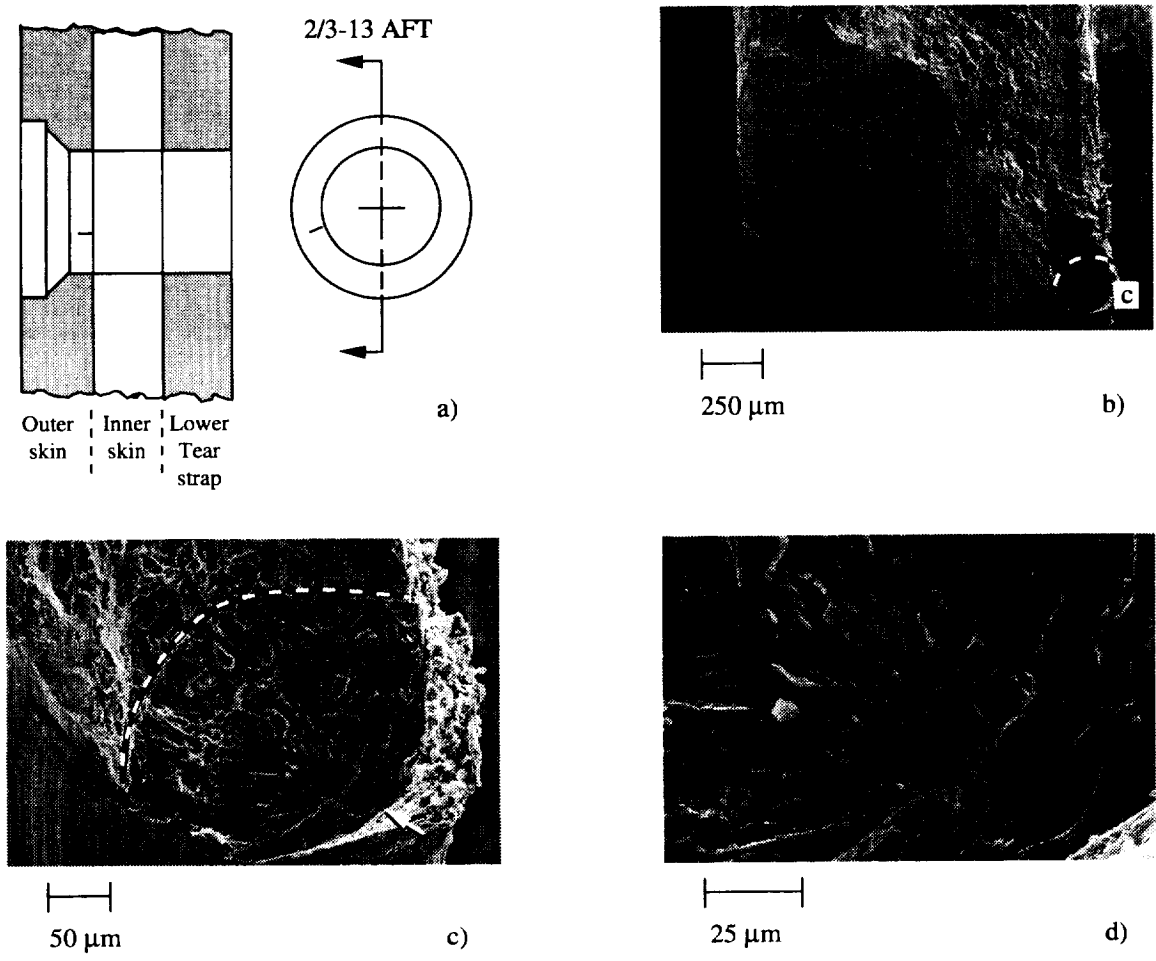 2/3-13 AFT
Outer
skin
Inner
skin
Lower
Tear
strap
a)
c
250 μm
b)
50 μm
c)
25 μm
d)